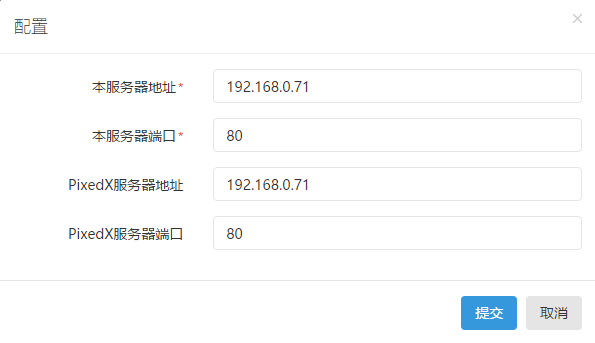 配置
×
本服务器地址* 192.168.0.71
本服务器端口* 80
PixedX服务器地址 192.168.0.71
PixedX服务器端口 80
提交 取消